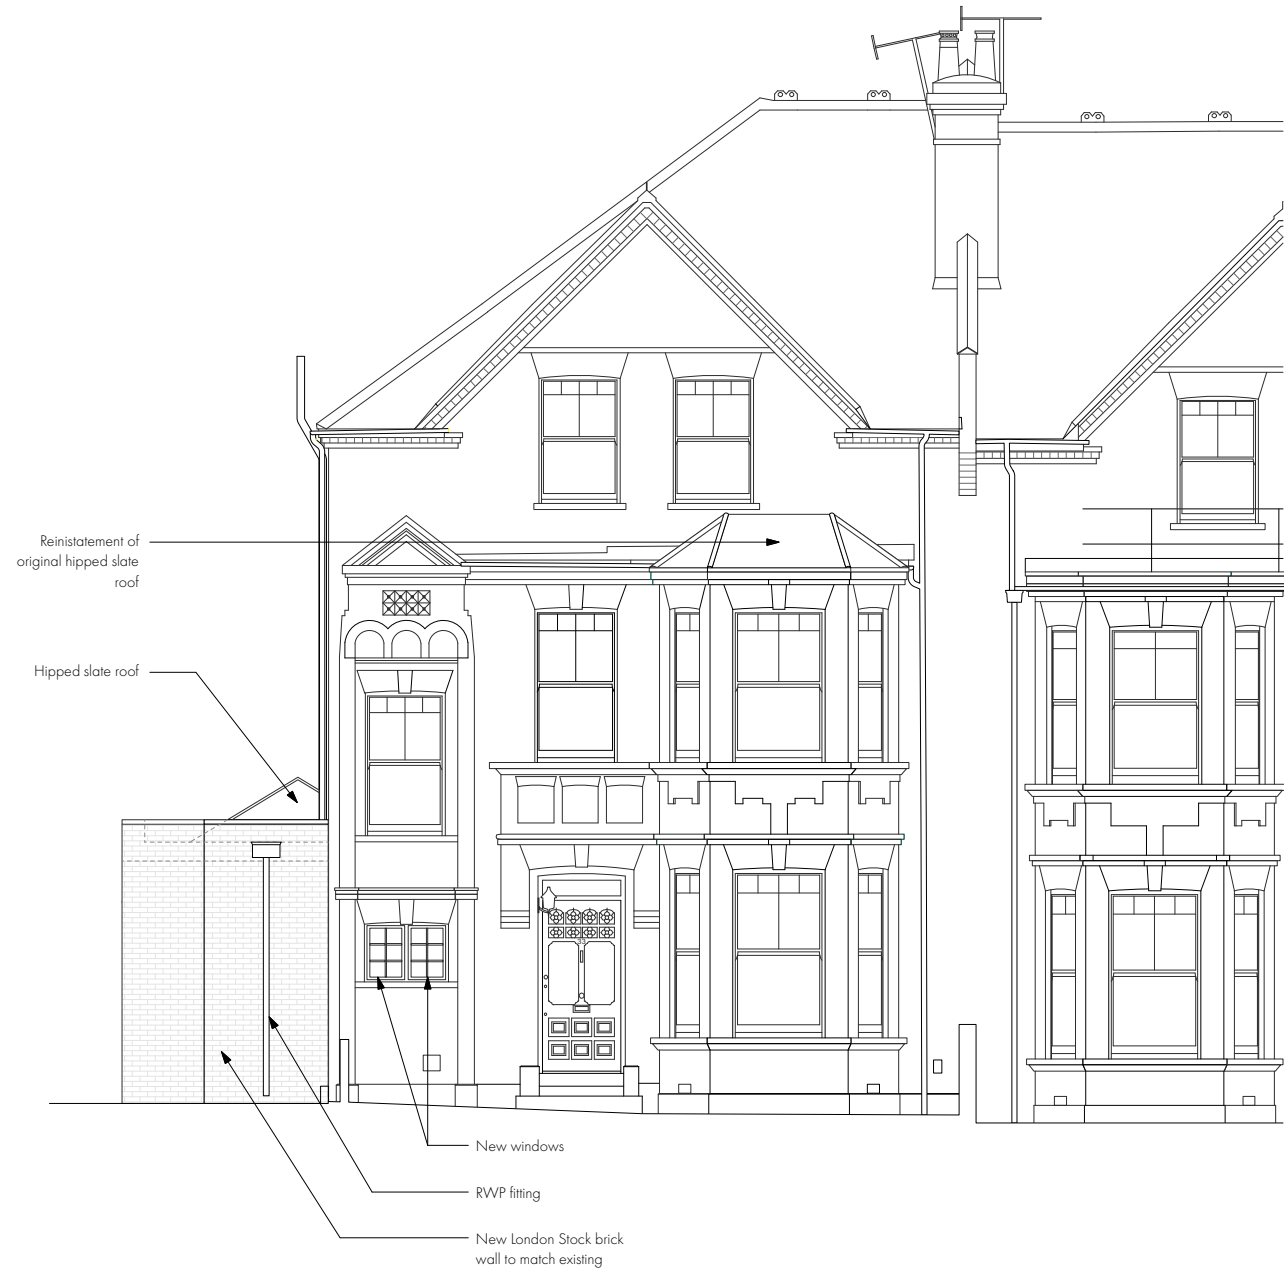 Reinistatement of
original hipped slate
roof
Hipped slate roof
33
New windows
RWP fitting
New London Stock brick
wall to match existing